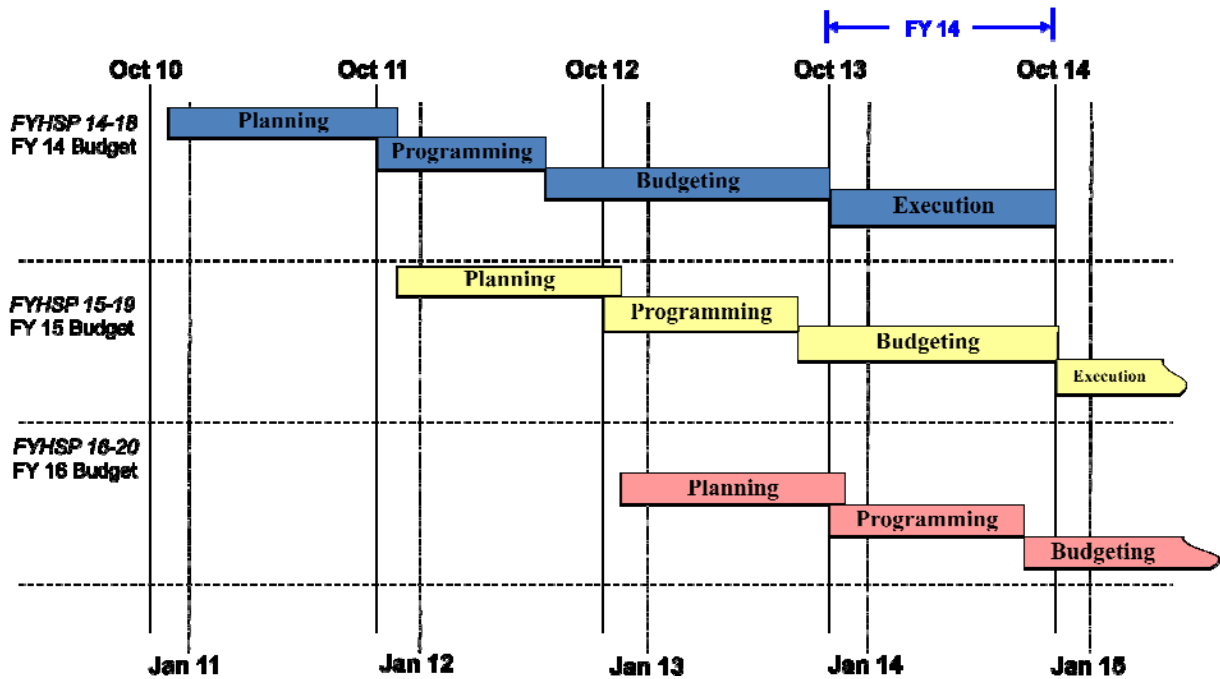 FY 14
Oct 10 Oct 11 Oct 12 Oct 13 Oct 14
FYHSP 14-18
FY 14 Budget
Planning
Programming
Budgeting
Execution
FYHSP 15-19
FY 15 Budget
Planning
Programming
Budgeting
Execution
FYHSP 16-20
FY 16 Budget
Planning
Programming
Budgeting
Jan 11 Jan 12 Jan 13 Jan 14 Jan 15